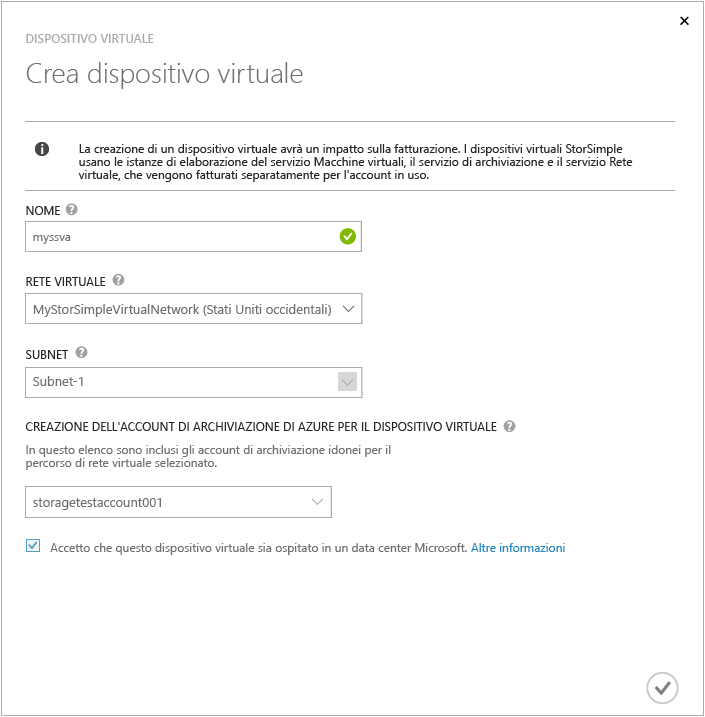 DISPOSITIVO VIRTUALE
Crea dispositivo virtuale
La creazione di un dispositivo virtuale avrà un impatto sulla fatturazione. I dispositivi virtuali StorSimple
usano le istanze di elaborazione del servizio Macchine virtuali, il servizio di archiviazione e il servizio Rete
virtuale, che vengono fatturati separatamente per l'account in uso.
NOME
myssva
RETE VIRTUALE
MyStorSimpleVirtualNetwork (Stati Uniti occidentali)
SUBNET
Subnet-1
CREAZIONE DELL'ACCOUNT DI ARCHIVIAZIONE DI AZURE PER IL DISPOSITIVO VIRTUALE
In questo elenco sono inclusi gli account di archiviazione idonei per il
percorso di rete virtuale selezionato.
storagetestaccount001
Accetto che questo dispositivo virtuale sia ospitato in un data center Microsoft. Altre informazioni